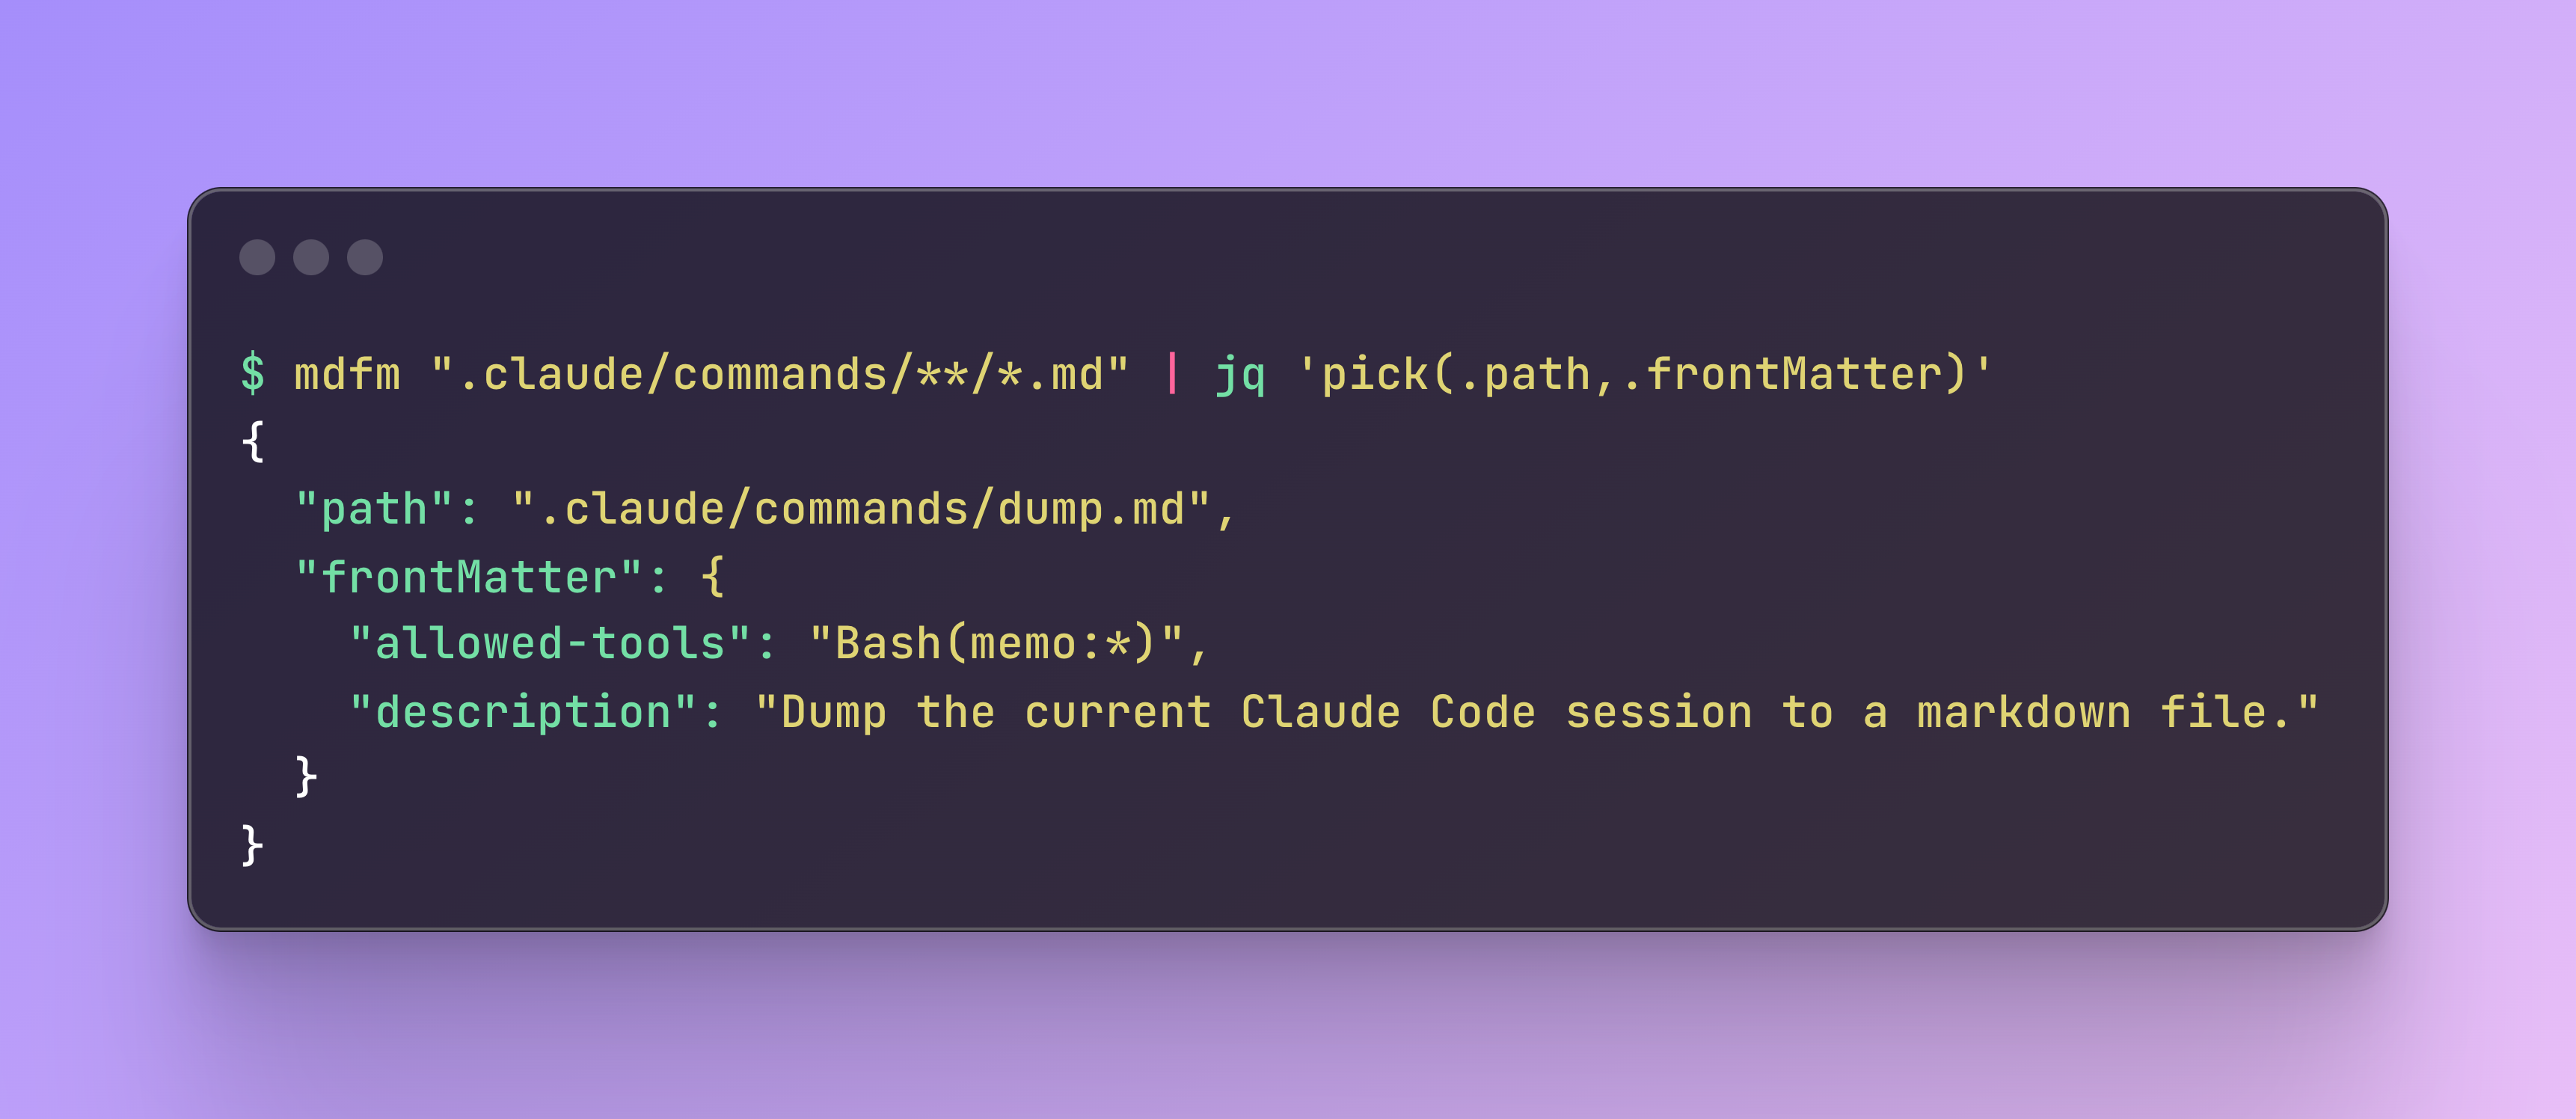 $ mdfm ".claude/commands/**/*.md" | jq 'pick(.path,.frontMatter)'
{
  "path": ".claude/commands/dump.md",
  "frontMatter": {
    "allowed-tools": "Bash(memo:*)",
    "description": "Dump the current Claude Code session to a markdown file."
  }
}